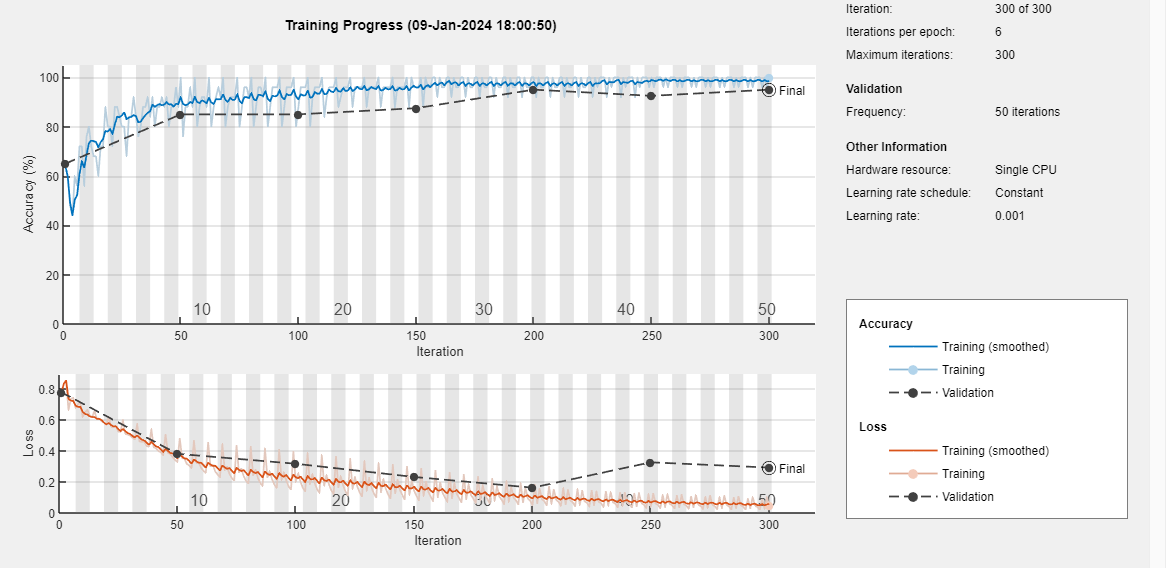 Training Progress (09-Jan-2024 18:00:50)
Accuracy (%)
100
80
60
40
20
0
10 20 30 40 50
Final
0 50 100 150 200 250 300
Iteration
Loss
0.8
0.6
0.4
0.2
0
10 20 30 40 50
Final
0 50 100 150 200 250 300
Iteration
Iteration: 300 of 300
Iterations per epoch: 6
Maximum iterations: 300
Validation
Frequency: 50 iterations
Other Information
Hardware resource: Single CPU
Learning rate schedule: Constant
Learning rate: 0.001
Accuracy
Training (smoothed)
Training
Validation
Loss
Training (smoothed)
Training
Validation